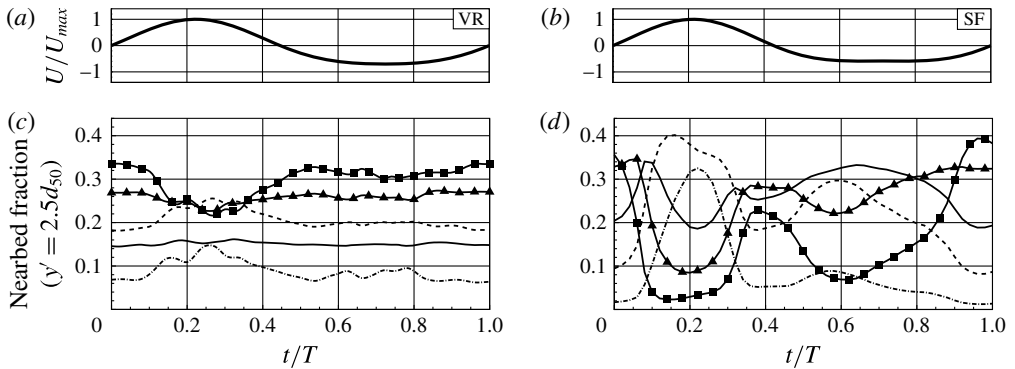 (a)
VR
(b)
SF
U/U_max
1
0
−1
1
0
−1
(c)
(d)
Nearbed fraction
(y′ = 2.5d_50)
0.4
0.3
0.2
0.1
0.4
0.3
0.2
0.1
0 0.2 0.4 0.6 0.8 1.0
0 0.2 0.4 0.6 0.8 1.0
t/T
t/T